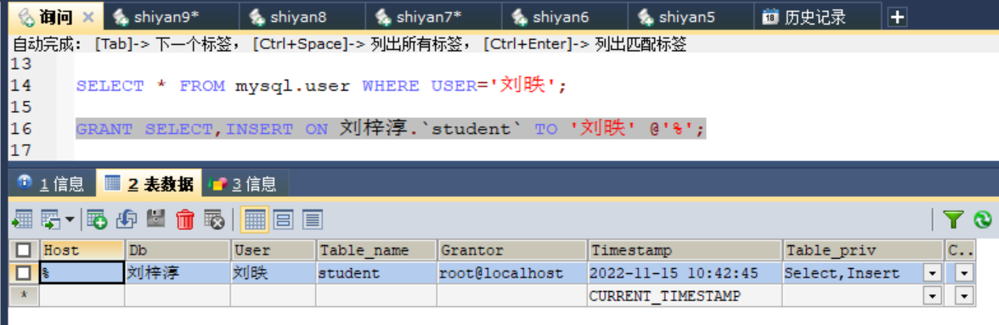 询问 shiyan9* shiyan8 shiyan7* shiyan6 shiyan5 历史记录
自动完成: [Tab]-> 下一个标签, [Ctrl+Space]-> 列出所有标签, [Ctrl+Enter]-> 列出匹配标签
13
14 SELECT * FROM mysql.user WHERE USER='刘昳';
15
16 GRANT SELECT,INSERT ON 刘梓淳.`student` TO '刘昳' @'%';
17
1 信息 2 表数据 3 信息
Host Db User Table_name Grantor Timestamp Table_priv C..
% 刘梓淳 刘昳 student root@localhost 2022-11-15 10:42:45 Select,Insert
* CURRENT_TIMESTAMP